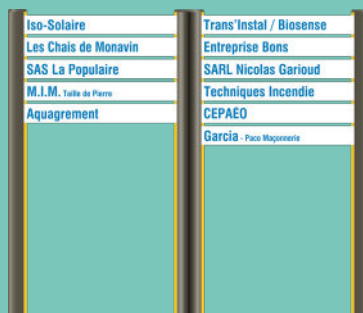 Iso-Solaire
Les Chais de Monavin
SAS La Populaire
M.I.M. Taille de Pierre
Aquagrement
Trans'Instal / Biosense
Entreprise Bons
SARL Nicolas Garioud
Techniques Incendie
CEPAÉO
Garcia - Paco Maçonnerie